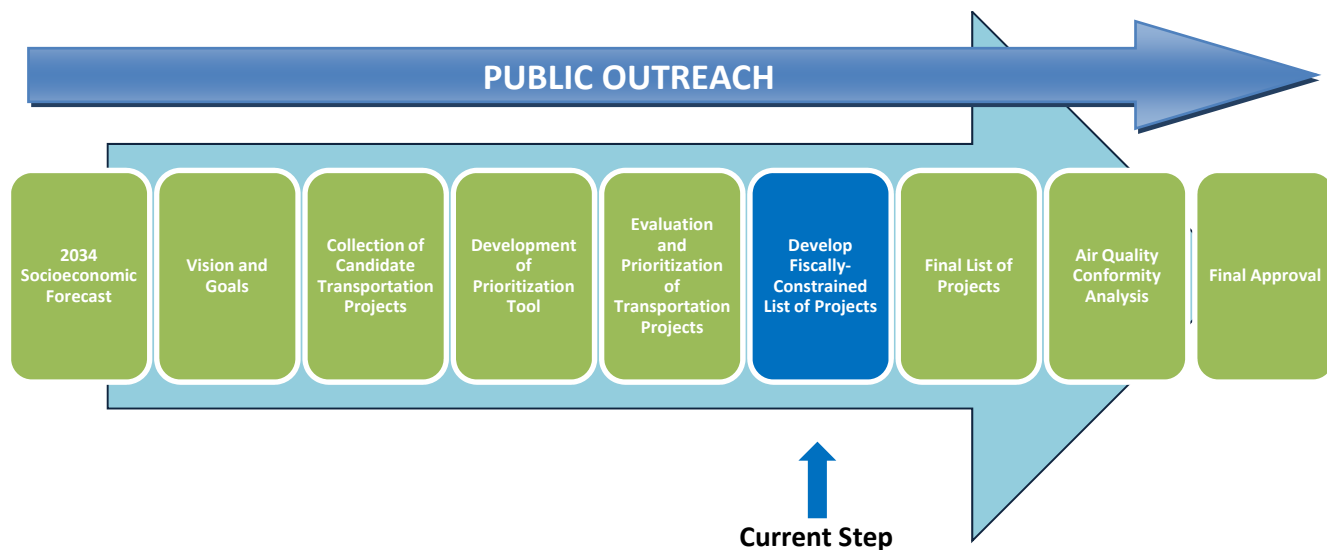 PUBLIC OUTREACH
2034
Socioeconomic
Forecast
Vision and
Goals
Collection of
Candidate
Transportation
Projects
Development
of
Prioritization
Tool
Evaluation
and
Prioritization
of
Transportation
Projects
Develop
Fiscally-
Constrained
List of Projects
Final List of
Projects
Air Quality
Conformity
Analysis
Final Approval
Current Step